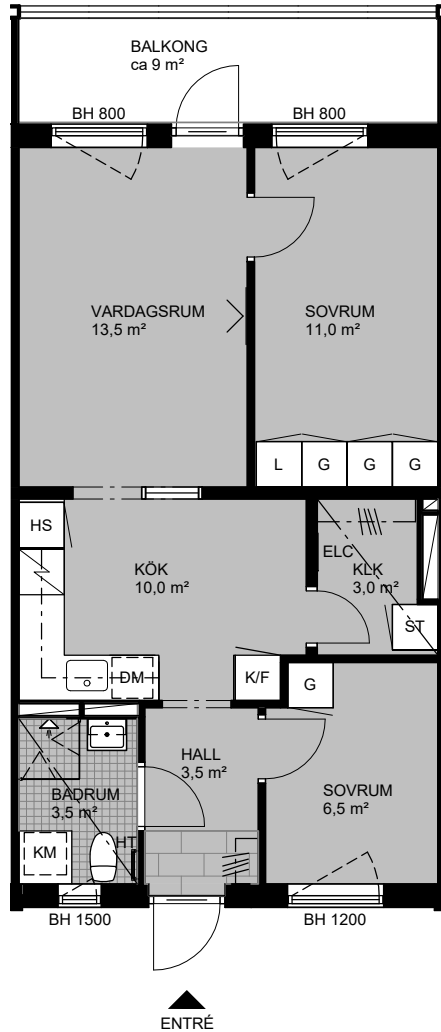 BALKONG
ca 9 m²
BH 800
BH 800
VARDAGSRUM
13,5 m²
SOVRUM
11,0 m²
L
G
G
G
HS
KÖK
10,0 m²
ELC
KLK
3,0 m²
ST
DM
K/F
G
HALL
3,5 m²
SOVRUM
6,5 m²
BADRUM
3,5 m²
HT
KM
BH 1500
BH 1200
ENTRÉ